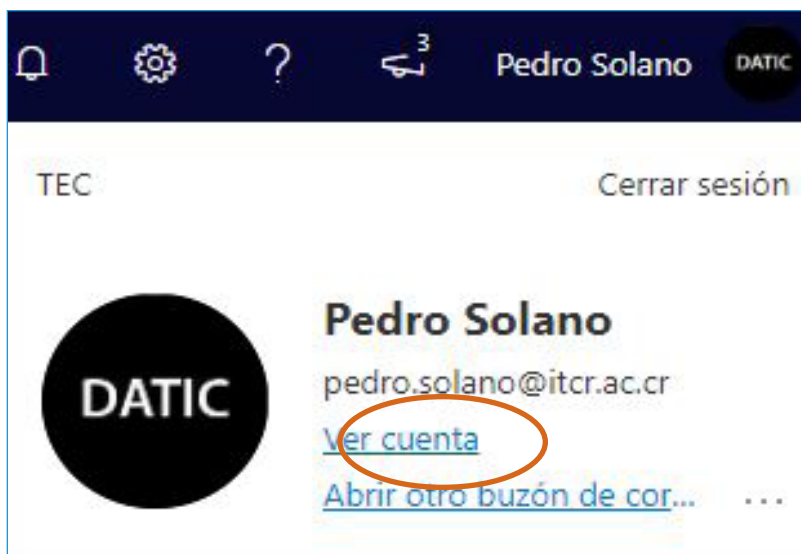 3
Pedro Solano DATIC
TEC Cerrar sesión
Pedro Solano
DATIC
pedro.solano@itcr.ac.cr
Ver cuenta
Abrir otro buzón de cor... ...